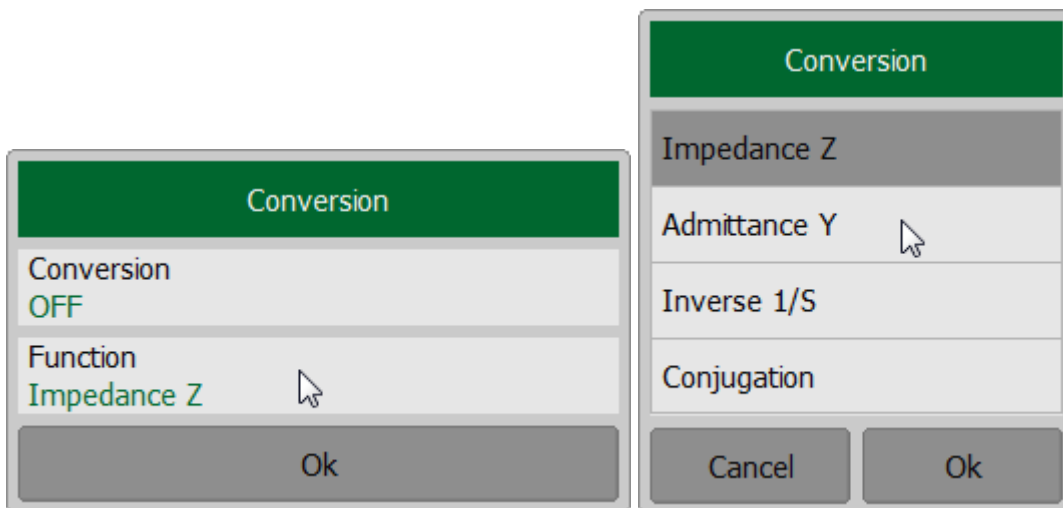 Conversion
Conversion
OFF
Function
Impedance Z
Ok
Conversion
Impedance Z
Admittance Y
Inverse 1/S
Conjugation
Cancel
Ok